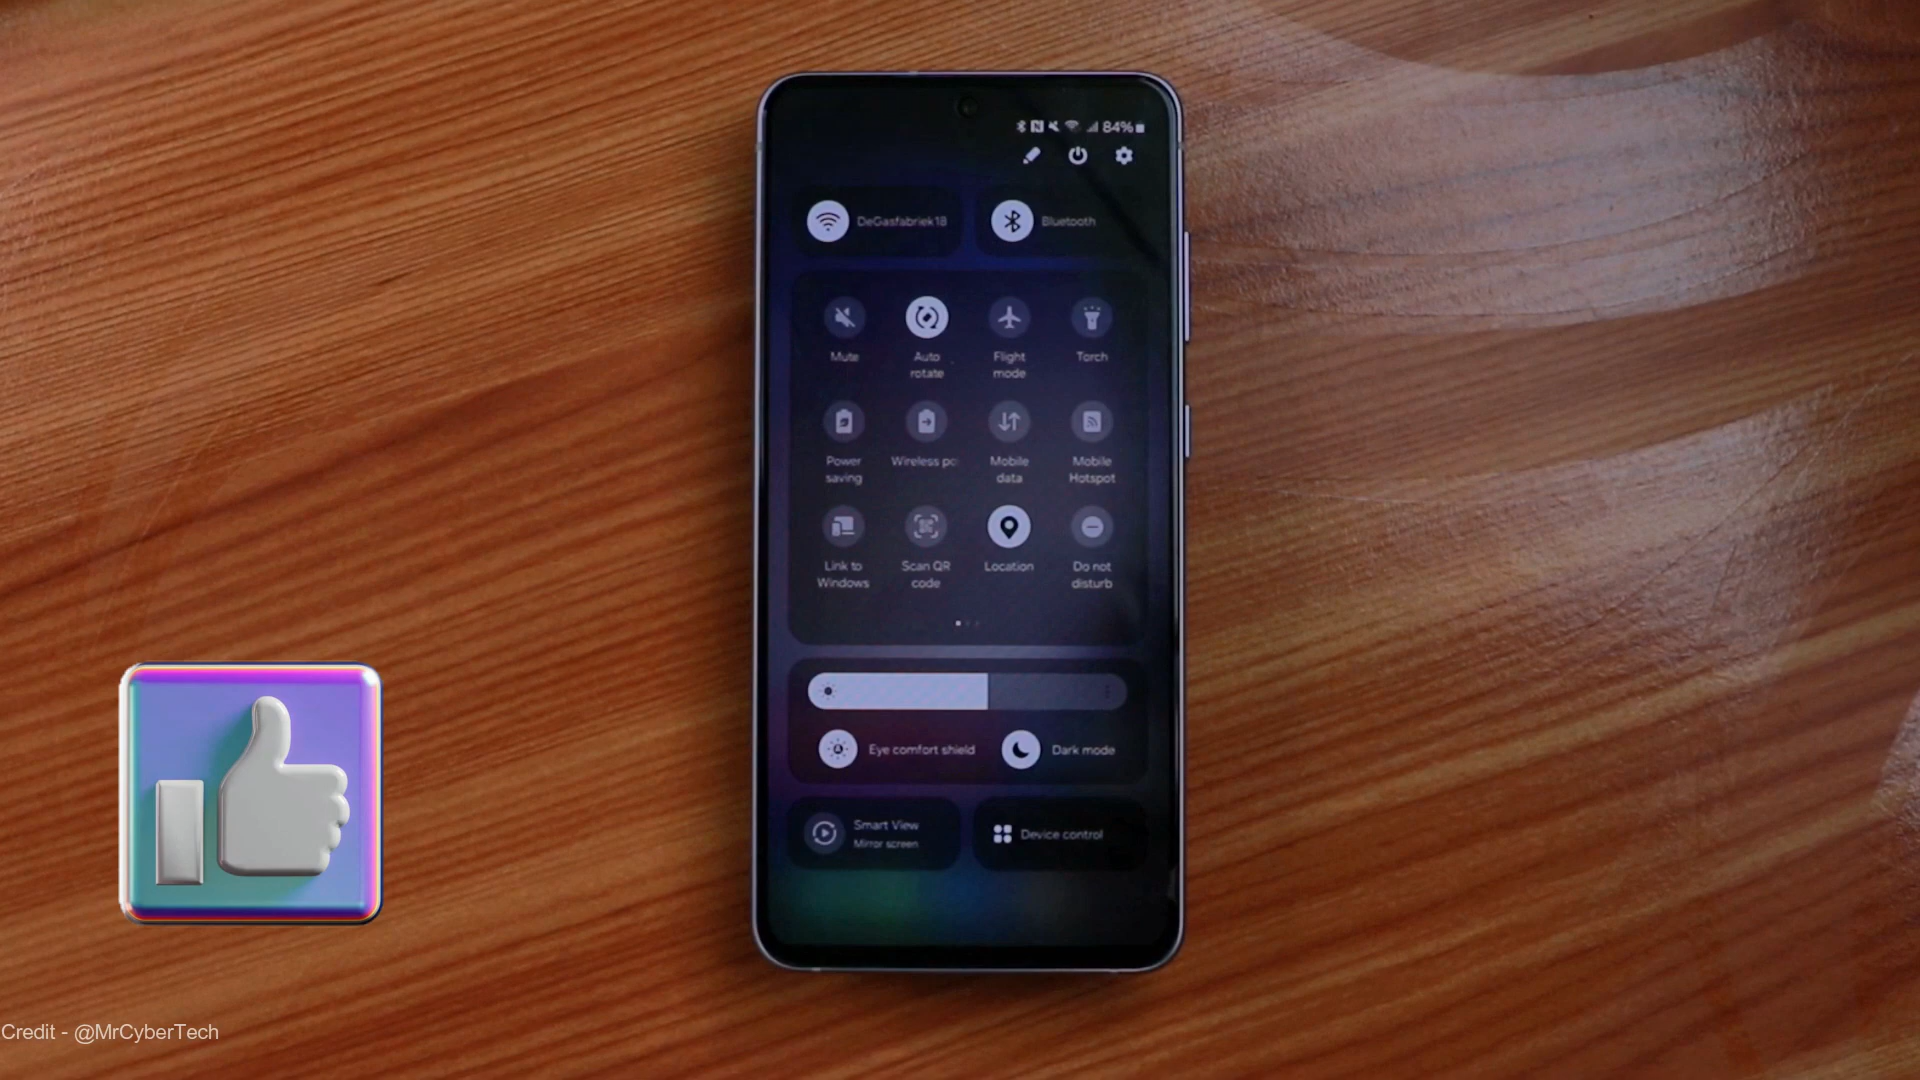 84%
DeGasfabriek18
Bluetooth
Mute
Auto
rotate
Flight
mode
Torch
Power
saving
Wireless po
Mobile
data
Mobile
Hotspot
Link to
Windows
Scan QR
code
Location
Do not
disturb
Eye comfort shield
Dark mode
Smart View
Mirror screen
Device control
Credit - @MrCyberTech